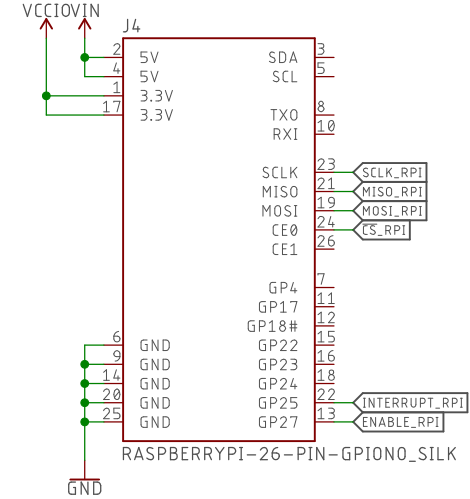 VCCIO VIN
J4
2 5V SDA 3
4 5V SCL 5
1 3.3V
17 3.3V TXO 8
RXI 10
SCLK 23 SCLK_RPI
MISO 21 MISO_RPI
MOSI 19 MOSI_RPI
CE0 24 CS_RPI
CE1 26
GP4 7
GP17 11
GP18# 12
6 GND GP22 15
9 GND GP23 16
14 GND GP24 18
20 GND GP25 22 INTERRUPT_RPI
25 GND GP27 13 ENABLE_RPI
RASPBERRYPI-26-PIN-GPIONO_SILK
GND